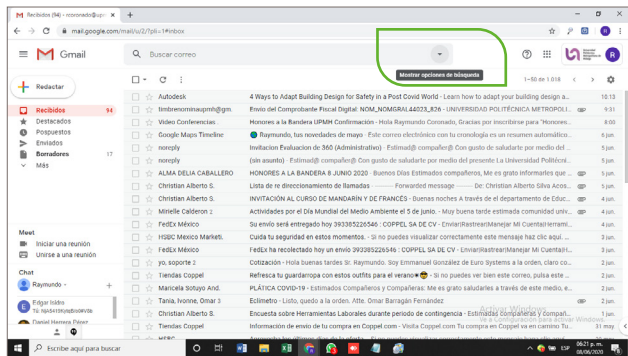 Recibidos (94) - rcoronado@upm
mail.google.com/mail/u/2/?pli=1#inbox
Gmail
Buscar correo
Mostrar opciones de búsqueda
Redactar
1–50 de 1 018
Recibidos 94
Destacados
Pospuestos
Enviados
Borradores 17
Más
Meet
Iniciar una reunión
Unirse a una reunión
Chat
Raymundo
Edgar Isidro
Daniel Herrera Pérez
Autodesk 4 Ways to Adapt Building Design for Safety in a Post Covid World - Learn how to adapt your building design a... 10:13
timbrenominaupmh@gm. Envio del Comprobante Fiscal Digital: NOM_NOMGRAL44023_826 - UNIVERSIDAD POLITÉCNICA METROPOLI... 9:31
Video Conferencias. Honores a la Bandera UPMH Confirmación - Hola Raymundo Coronado, Gracias por inscribirse para "Honores... 8:00
Google Maps Timeline Raymundo, tus novedades de mayo - Este correo electrónico con tu cronología es un resumen automático... 6 jun.
noreply Invitacion Evaluacion de 360 (Administrativo) - Estimad@ compañer@ Con gusto de saludarte por medio del... 5 jun.
noreply (sin asunto) - Estimad@ compañer@ Con gusto de saludarte por medio del presente La Universidad Politécni... 5 jun.
ALMA DELIA CABALLERO HONORES A LA BANDERA 8 JUNIO 2020 - Buenos Días Estimados compañeros, Me es grato informarles que ... 5 jun.
Christian Alberto S. Lista de re direccionamiento de llamadas - ---------- Forwarded message --------- De: Christian Alberto Silva Acos... 5 jun.
Christian Alberto S. INVITACIÓN AL CURSO DE MANDARÍN Y DE FRANCÉS - Buenas noches A través de el departamento de Educ... 4 jun.
Mirielle Calderon 2 Actividades por el Día Mundial del Medio Ambiente el 5 de junio. - Muy buena tarde estimada comunidad univ... 4 jun.
FedEx México Su envío será entregado hoy 393385226546 : COPPEL SA DE CV - Enviar|Rastrear|Manejar Mi Cuenta|Herrami... 4 jun.
HSBC Mexico Marketi. Cuida tu seguridad en estos momentos. - Si no puedes visualizar correctamente este mensaje haz clic aquí. ... 3 jun.
FedEx México FedEx ha recolectado hoy un envío 393385226546 : COPPEL SA DE CV - Enviar|Rastrear|Manejar Mi Cuenta|H... 3 jun.
yo, soporte 2 Cotización - Hola buenas tardes Sr. Raymundo. Soy Emmanuel González de Euro Systems a la orden, claro co... 2 jun.
Tiendas Coppel Refresca tu guardarropa con estos outfits para el verano - Si no puedes ver bien este correo, pulsa este ... 2 jun.
Maricela Sotuyo And. PLÁTICA COVID-19 - Estimados Compañeros y Compañeras: Me es grato saludarles a través de este medio, e... 2 jun.
Tania, Ivonne, Omar 3 Eclimetro - Listo, quedo a la orden. Atte. Omar Barragán Fernández 2 jun.
Christian Alberto S. Encuesta sobre Herramientas Laborales durante periodo de contingencia - Estimadas compañeras y compañ... 1 jun.
Tiendas Coppel Información de envío de tu compra en Coppel.com - Visita Coppel.com Tu compra en Coppel va en camino Tu... 31 may.
Activar Windows
Ve a Configuración para activar Windows.
Escribe aquí para buscar
ESP
06:21 p.m.
08/06/2020